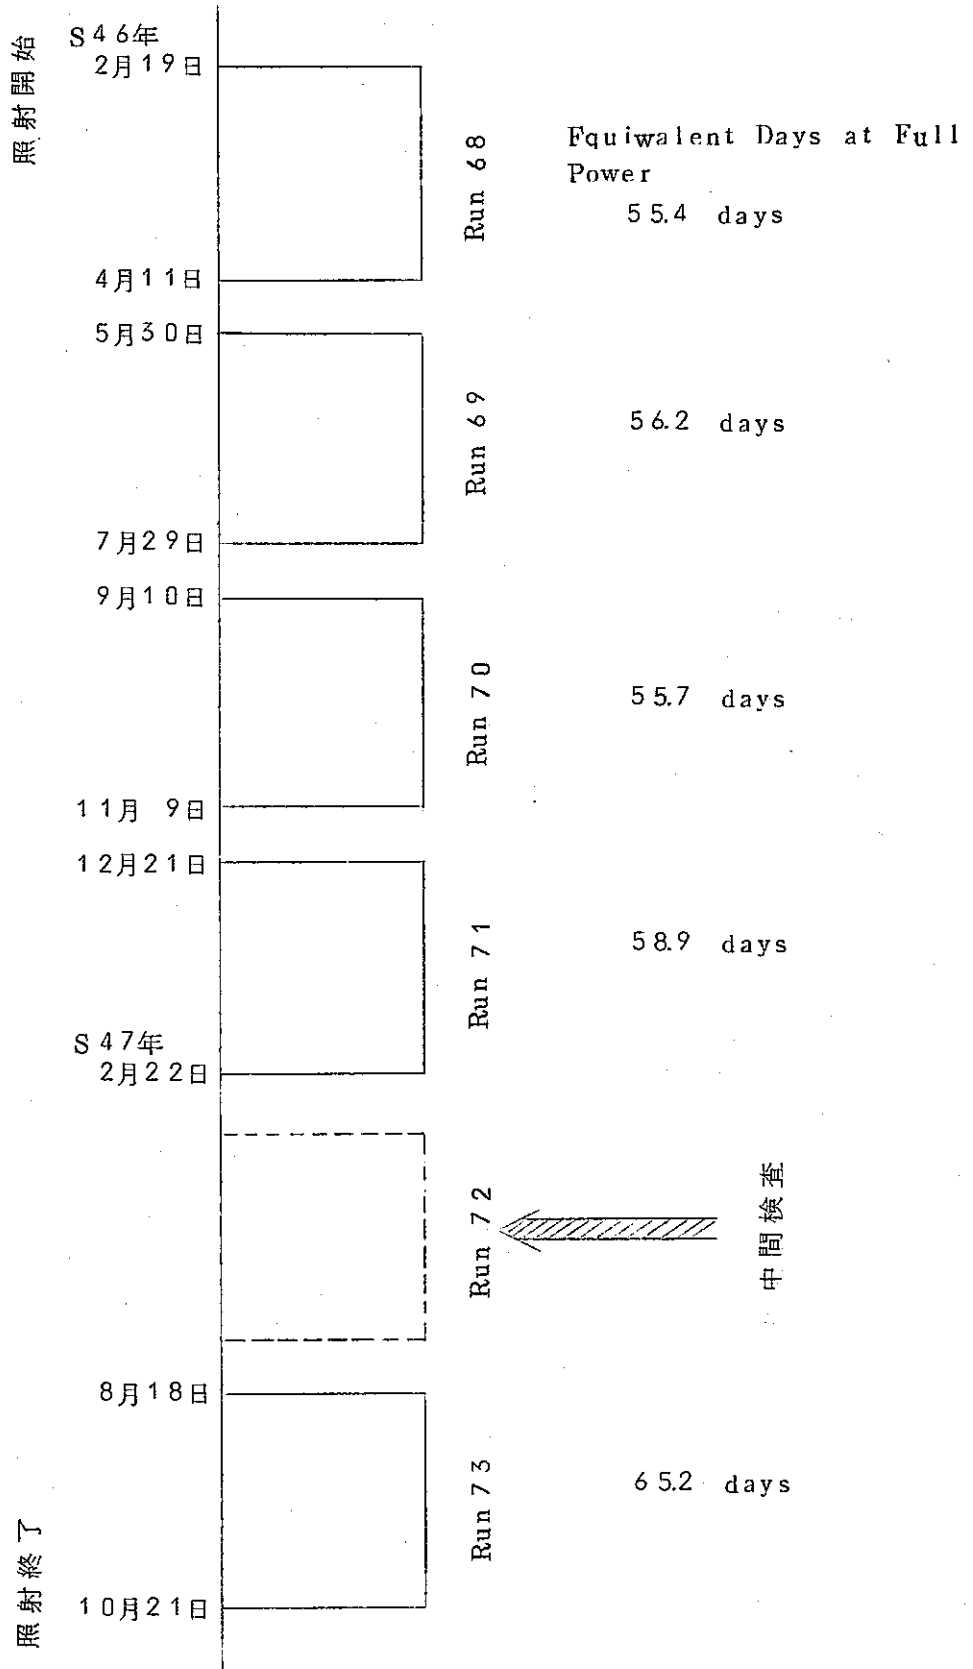 照射開始
S46年
2月19日
Run 68
Fquiwalent Days at Full
Power
55.4 days
4月11日
5月30日
Run 69
56.2 days
7月29日
9月10日
Run 70
55.7 days
11月 9日
12月21日
Run 71
58.9 days
S47年
2月22日
Run 72
中間検査
8月18日
Run 73
65.2 days
照射終了
10月21日